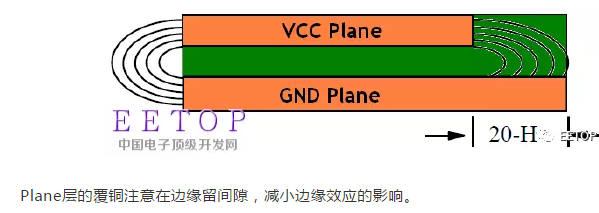 VCC Plane
GND Plane
EETOP
中国电子顶级开发网
20-H
EETOP
Plane层的覆铜注意在边缘留间隙，减小边缘效应的影响。